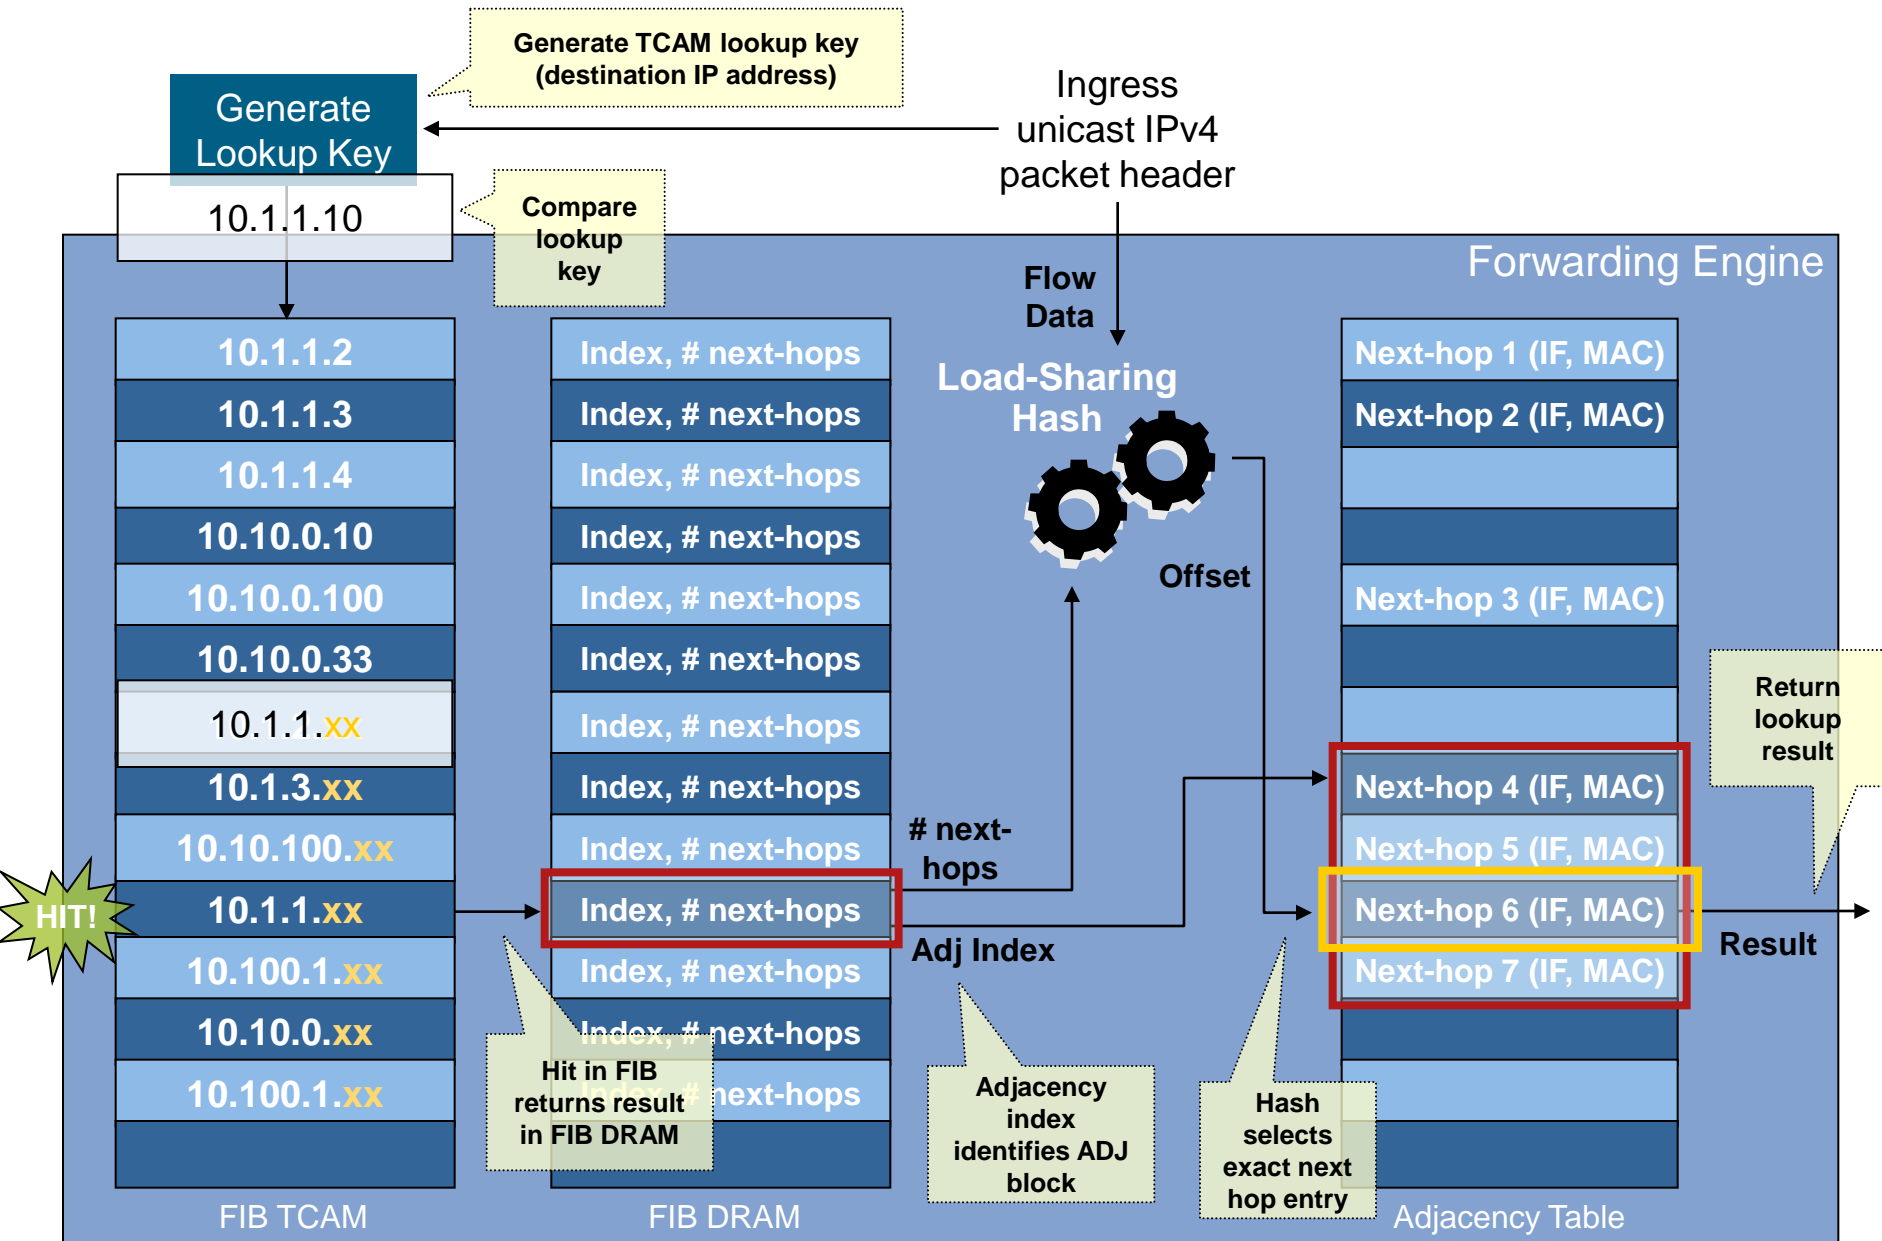 Generate TCAM lookup key
(destination IP address)
Generate
Lookup Key
Ingress
unicast IPv4
packet header
10.1.1.10
Compare
lookup
key
Forwarding Engine
Flow
Data
Load-Sharing
Hash
Offset
10.1.1.2
10.1.1.3
10.1.1.4
10.10.0.10
10.10.0.100
10.10.0.33
10.1.1.xx
10.1.3.xx
10.10.100.xx
HIT!
10.1.1.xx
10.100.1.xx
10.10.0.xx
10.100.1.xx
FIB TCAM
Index, # next-hops
Index, # next-hops
Index, # next-hops
Index, # next-hops
Index, # next-hops
Index, # next-hops
Index, # next-hops
Index, # next-hops
Index, # next-hops
Index, # next-hops
Index, # next-hops
Index, # next-hops
Index, # next-hops
FIB DRAM
Hit in FIB
returns result
in FIB DRAM
# next-
hops
Adj Index
Adjacency
index
identifies ADJ
block
Hash
selects
exact next
hop entry
Next-hop 1 (IF, MAC)
Next-hop 2 (IF, MAC)
Next-hop 3 (IF, MAC)
Next-hop 4 (IF, MAC)
Next-hop 5 (IF, MAC)
Next-hop 6 (IF, MAC)
Next-hop 7 (IF, MAC)
Adjacency Table
Return
lookup
result
Result